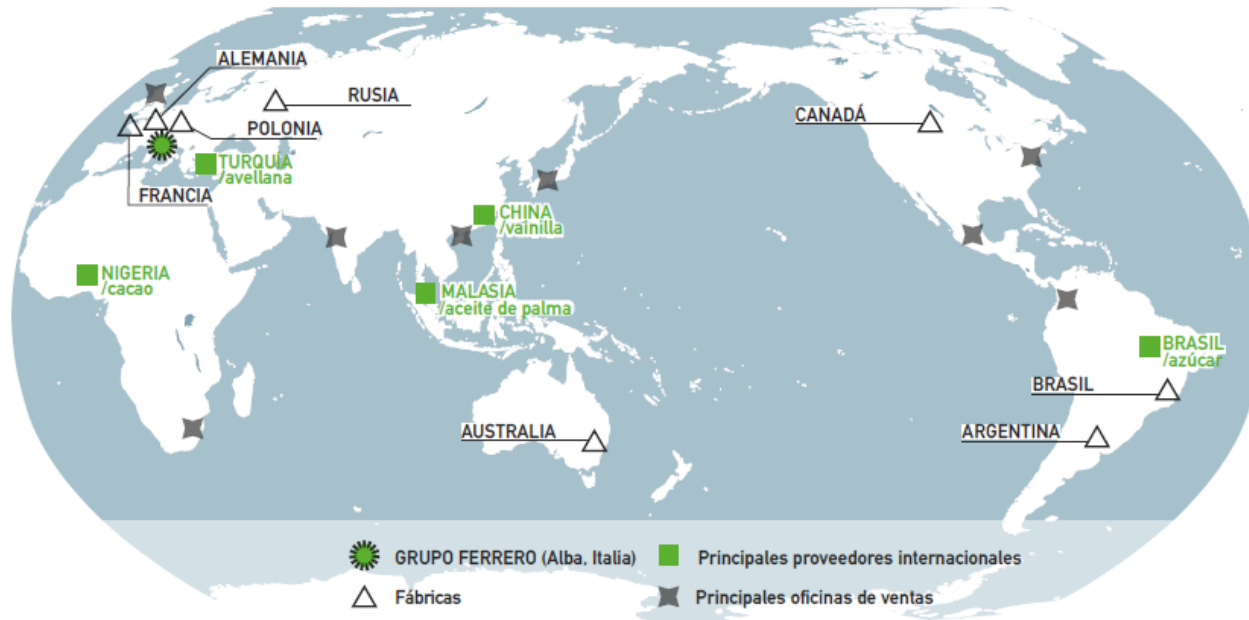 ALEMANIA
RUSIA
CANADÁ
POLONIA
TURQUÍA
/avellana
FRANCIA
CHINA
/vainilla
NIGERIA
/cacao
MALASIA
/aceite de palma
BRASIL
/azúcar
BRASIL
AUSTRALIA
ARGENTINA
GRUPO FERRERO (Alba, Italia)
Principales proveedores internacionales
Fábricas
Principales oficinas de ventas